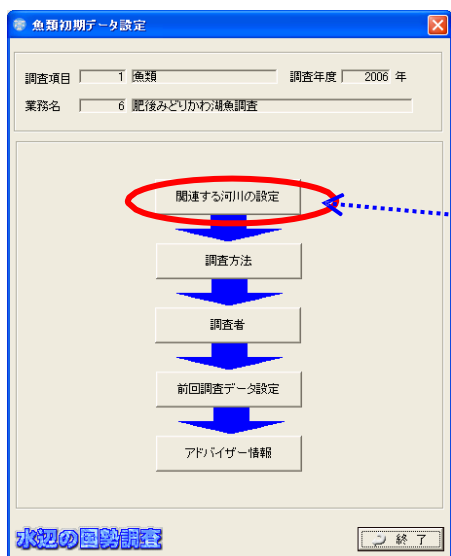 魚類初期データ設定
調査項目 1 魚類 調査年度 2006 年
業務名 6 肥後みどりかわ湖魚調査
関連する河川の設定
調査方法
調査者
前回調査データ設定
アドバイザー情報
水辺の国勢調査 終 了